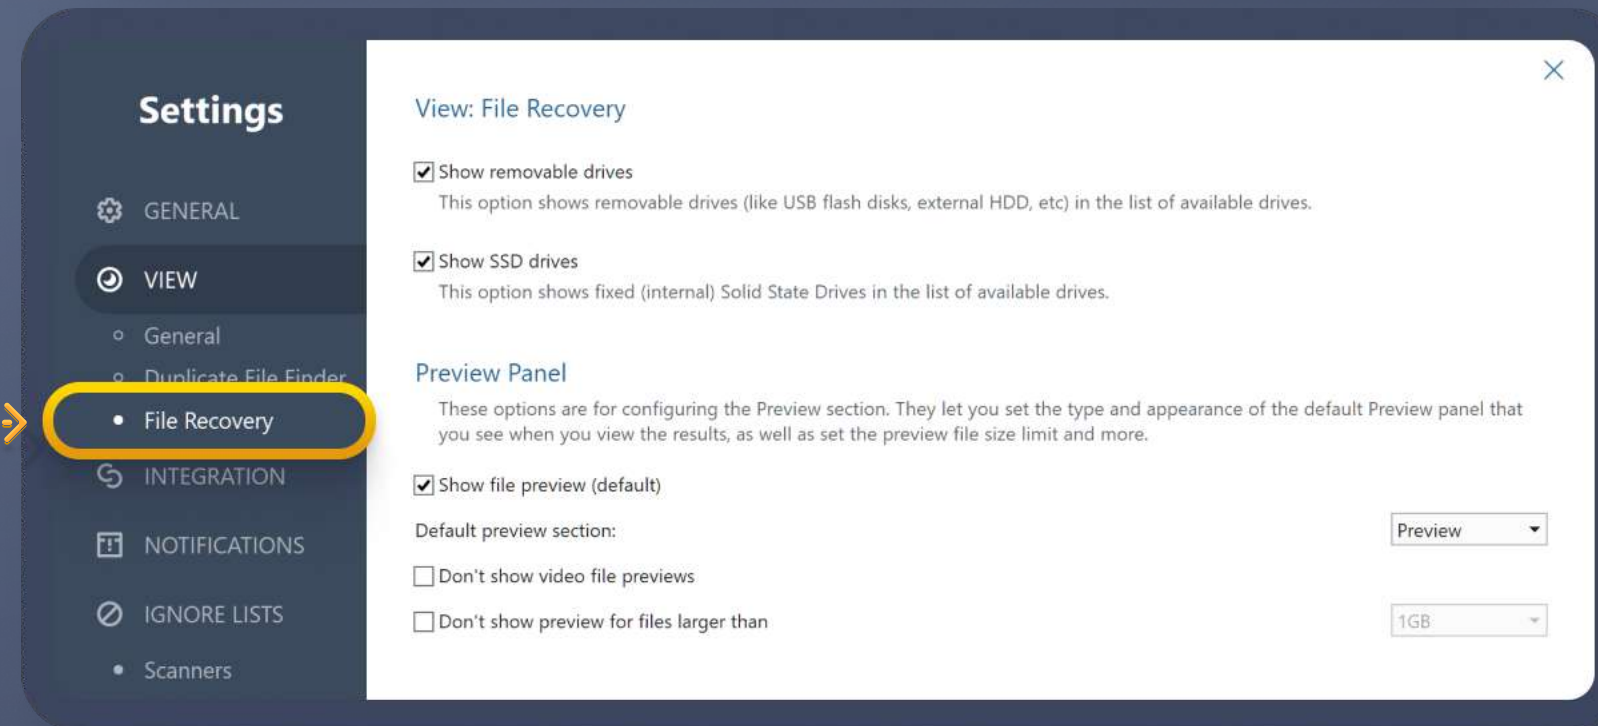 Settings
GENERAL
VIEW
General
Duplicate File Finder
File Recovery
INTEGRATION
NOTIFICATIONS
IGNORE LISTS
Scanners
View: File Recovery
Show removable drives
This option shows removable drives (like USB flash disks, external HDD, etc) in the list of available drives.
Show SSD drives
This option shows fixed (internal) Solid State Drives in the list of available drives.
Preview Panel
These options are for configuring the Preview section. They let you set the type and appearance of the default Preview panel that
you see when you view the results, as well as set the preview file size limit and more.
Show file preview (default)
Default preview section: Preview
Don't show video file previews
Don't show preview for files larger than 1GB